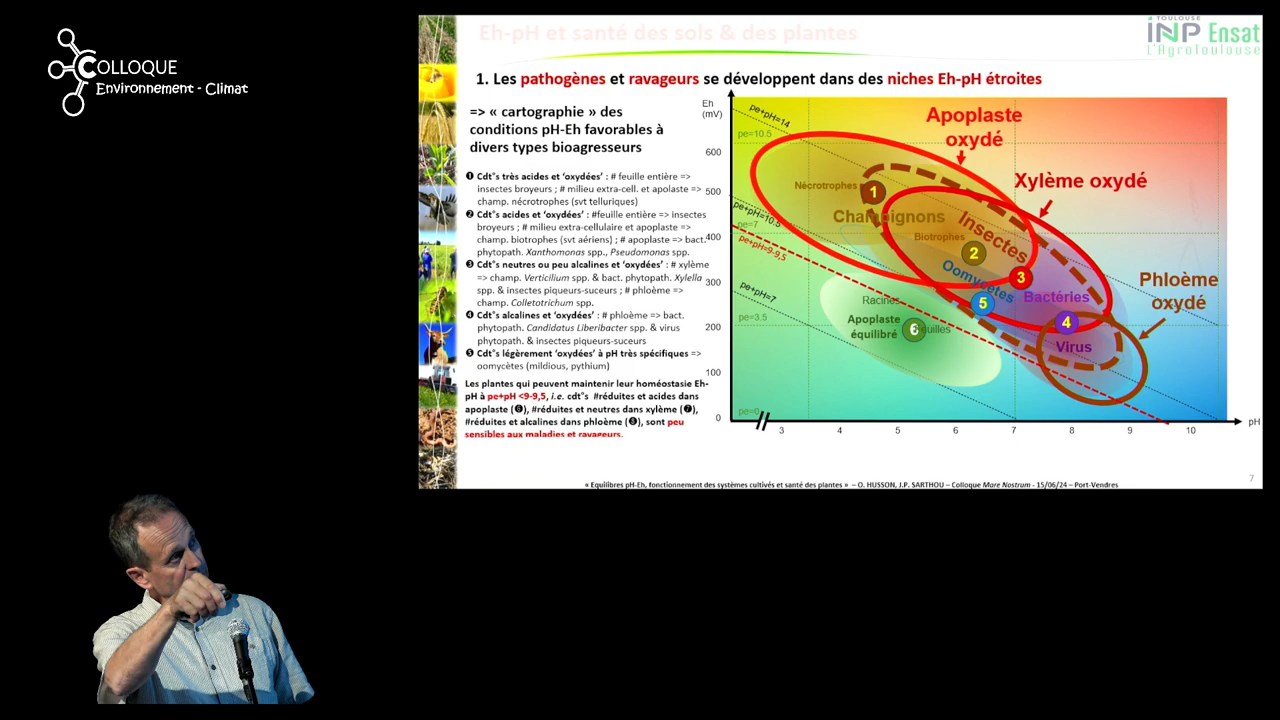 COLLOQUE
Environnement - Climat
Eh-pH et santé des sols & des plantes
TOULOUSE
INP Ensat
L'AgroToulouse
1. Les pathogènes et ravageurs se développent dans des niches Eh-pH étroites
=> « cartographie » des
conditions pH-Eh favorables à
divers types bioagresseurs
❶ Cdt°s très acides et 'oxydées' : # feuille entière =>
insectes broyeurs ; # milieu extra-cell. et apolaste =>
champ. nécrotrophes (svt telluriques)
❷ Cdt°s acides et 'oxydées' : #feuille entière => insectes
broyeurs ; # milieu extra-cellulaire et apoplaste =>
champ. biotrophes (svt aériens) ; # apoplaste => bact.
phytopath. Xanthomonas spp., Pseudomonas spp.
❸ Cdt°s neutres ou peu alcalines et 'oxydées' : # xylème
=> champ. Verticilium spp. & bact. phytopath. Xylella
spp. & insectes piqueurs-suceurs ; # phloème =>
champ. Colletotrichum spp.
❹ Cdt°s alcalines et 'oxydées' : # phloème => bact.
phytopath. Candidatus Liberibacter spp. & virus
phytopath. & insectes piqueurs-suceurs
❺ Cdt°s légèrement 'oxydées' à pH très spécifiques =>
oomycètes (mildious, pythium)
Les plantes qui peuvent maintenir leur homéostasie Eh-
pH à pe+pH <9-9,5, i.e. cdt°s #réduites et acides dans
apoplaste (❻), #réduites et neutres dans xylème (❼),
#réduites et alcalines dans phloème (❽), sont peu
sensibles aux maladies et ravageurs.
Eh
(mV)
600
500
400
300
200
100
0
pe+pH=14
pe=10.5
pe+pH=10.5
pe=7
pe+pH=9-9,5
pe+pH=7
pe=3.5
pe=0
Apoplaste
oxydé
Xylème oxydé
Phloème
oxydé
Nécrotrophes
1
Champignons
Insectes
Biotrophes
2
3
Oomycètes
5
Bactéries
4
Virus
Racines
Apoplaste
équilibré
6
Feuilles
3 4 5 6 7 8 9 10
pH
7
« Equilibres pH-Eh, fonctionnement des systèmes cultivés et santé des plantes » – O. HUSSON, J.P. SARTHOU – Colloque Mare Nostrum - 15/06/24 – Port-Vendres